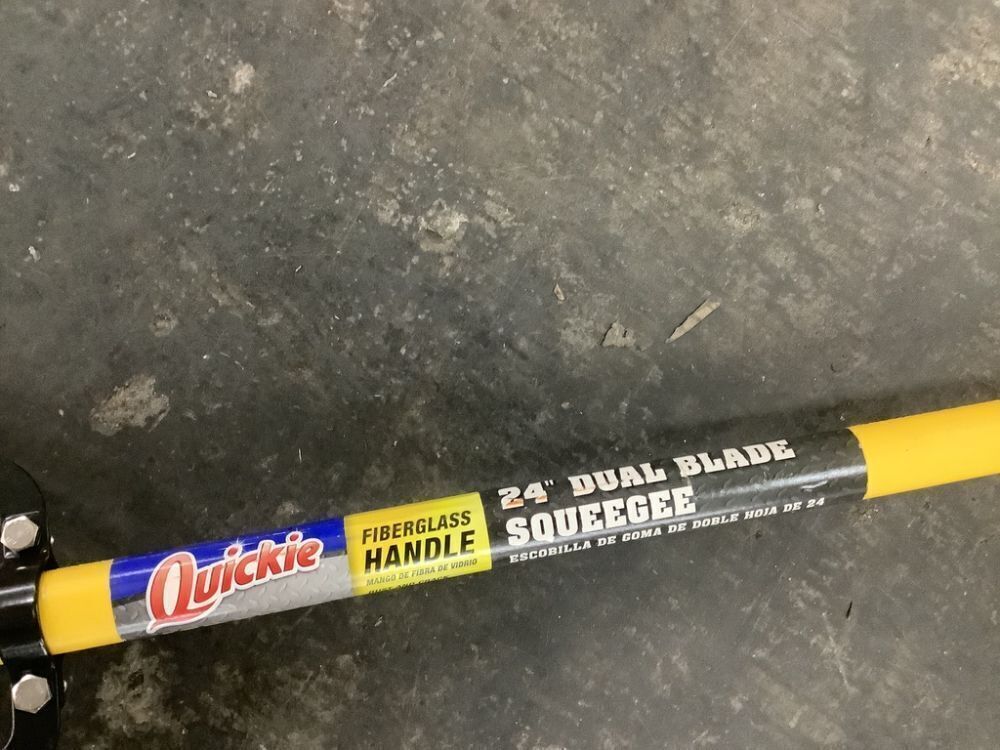 Quickie
FIBERGLASS
HANDLE
MANGO DE FIBRA DE VIDRIO
24" DUAL BLADE
SQUEEGEE
ESCOBILLA DE GOMA DE DOBLE HOJA DE 24